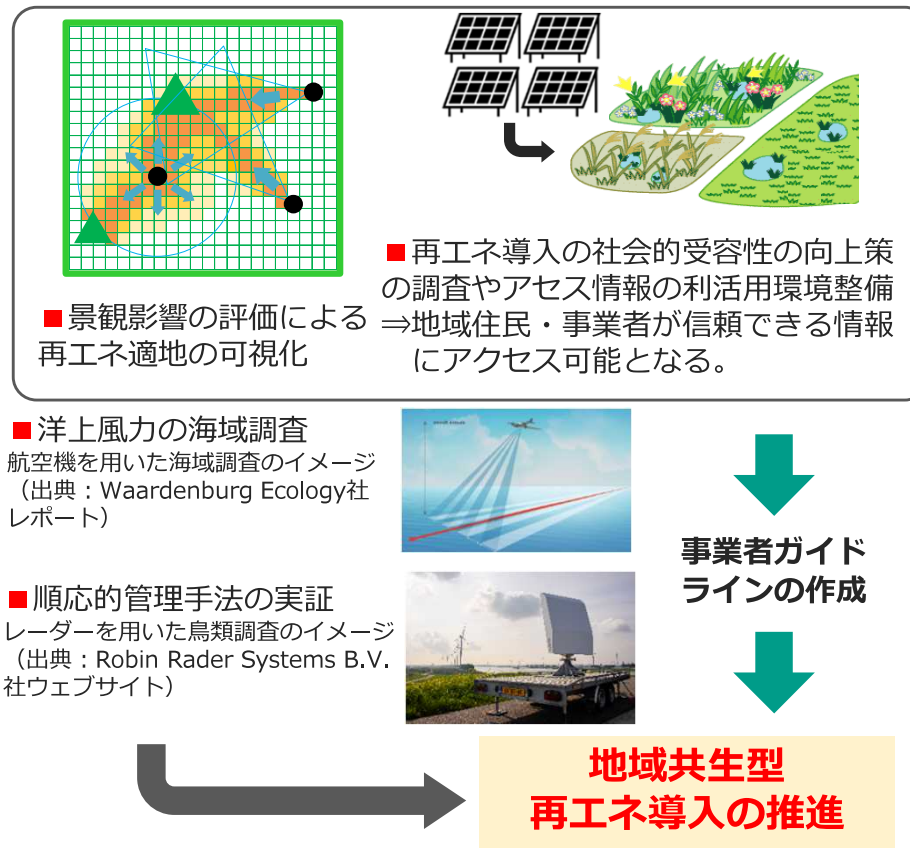 ■景観影響の評価による
再エネ適地の可視化
■再エネ導入の社会的受容性の向上策
の調査やアセス情報の利活用環境整備
⇒地域住民・事業者が信頼できる情報
にアクセス可能となる。
■洋上風力の海域調査
航空機を用いた海域調査のイメージ
（出典：Waardenburg Ecology社
レポート）
■順応的管理手法の実証
レーダーを用いた鳥類調査のイメージ
（出典：Robin Rader Systems B.V.
社ウェブサイト）
事業者ガイド
ラインの作成
地域共生型
再エネ導入の推進